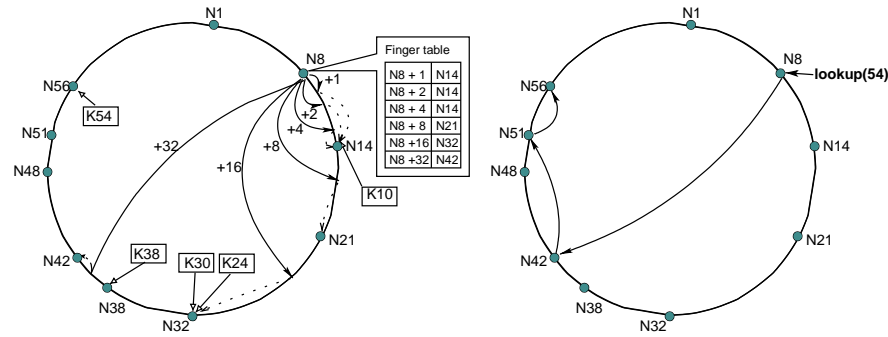 N1
N8
Finger table
N8 + 1 N14
N8 + 2 N14
N8 + 4 N14
N8 + 8 N21
N8 +16 N32
N8 +32 N42
+1
+2
+4
+8
+16
+32
N56
K54
N51
N48
N14
K10
N21
N42
K38
K30
K24
N38
N32
N1
N8
lookup(54)
N56
N51
N14
N48
N21
N42
N38
N32